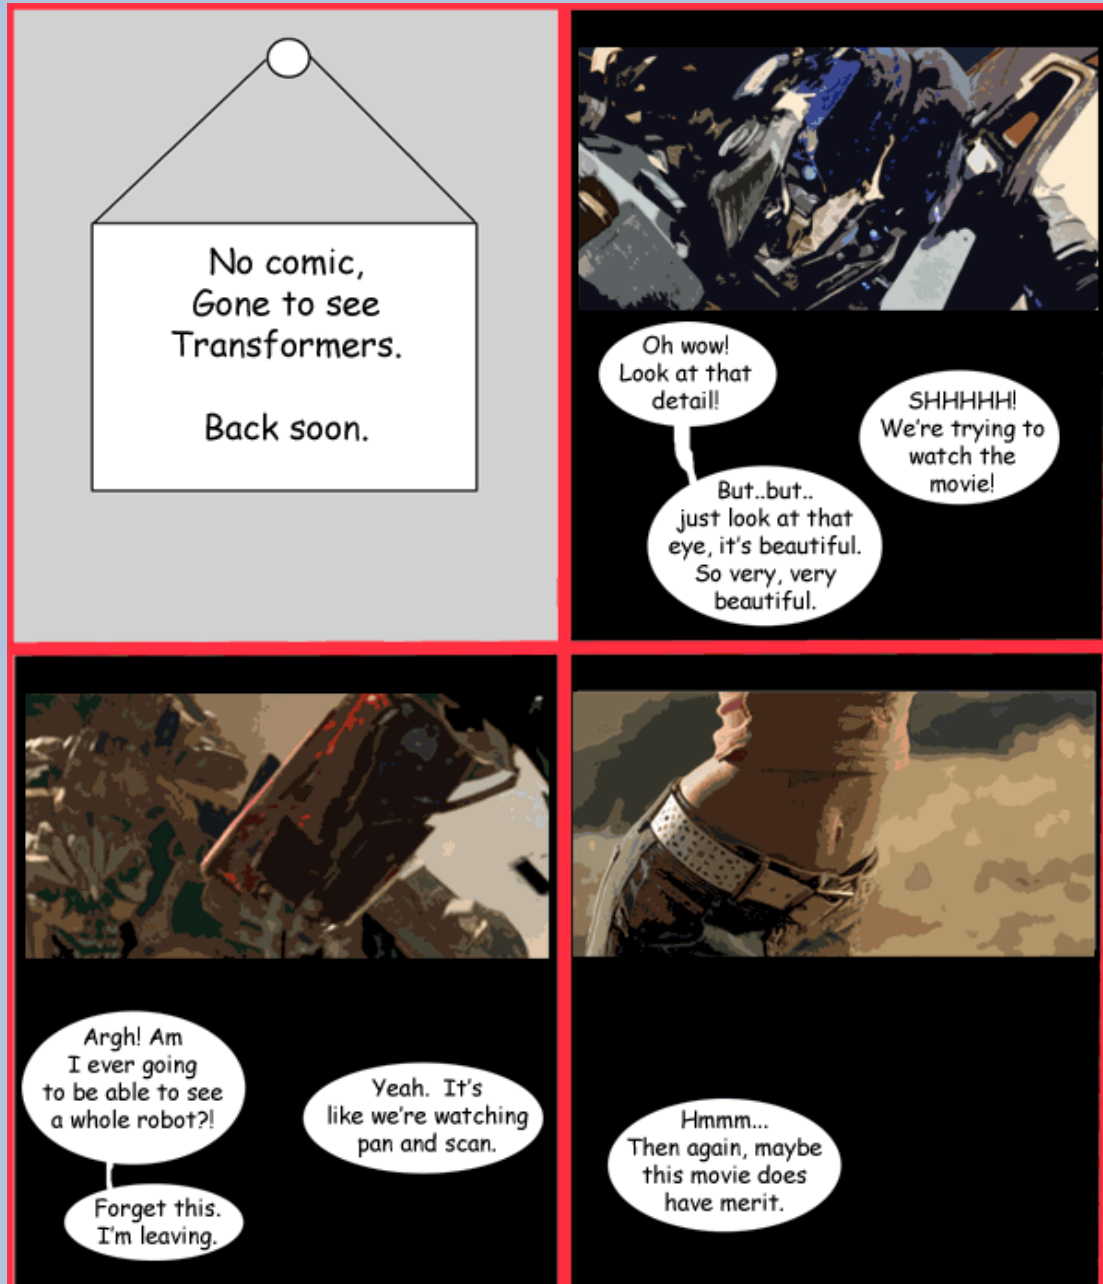 No comic,
Gone to see
Transformers.
Back soon.
Oh wow!
Look at that
detail!
SHHHHH!
We're trying to
watch the
movie!
But..but..
just look at that
eye, it's beautiful.
So very, very
beautiful.
Argh! Am
I ever going
to be able to see
a whole robot?!
Yeah.  It's
like we're watching
pan and scan.
Forget this.
I'm leaving.
Hmmm...
Then again, maybe
this movie does
have merit.